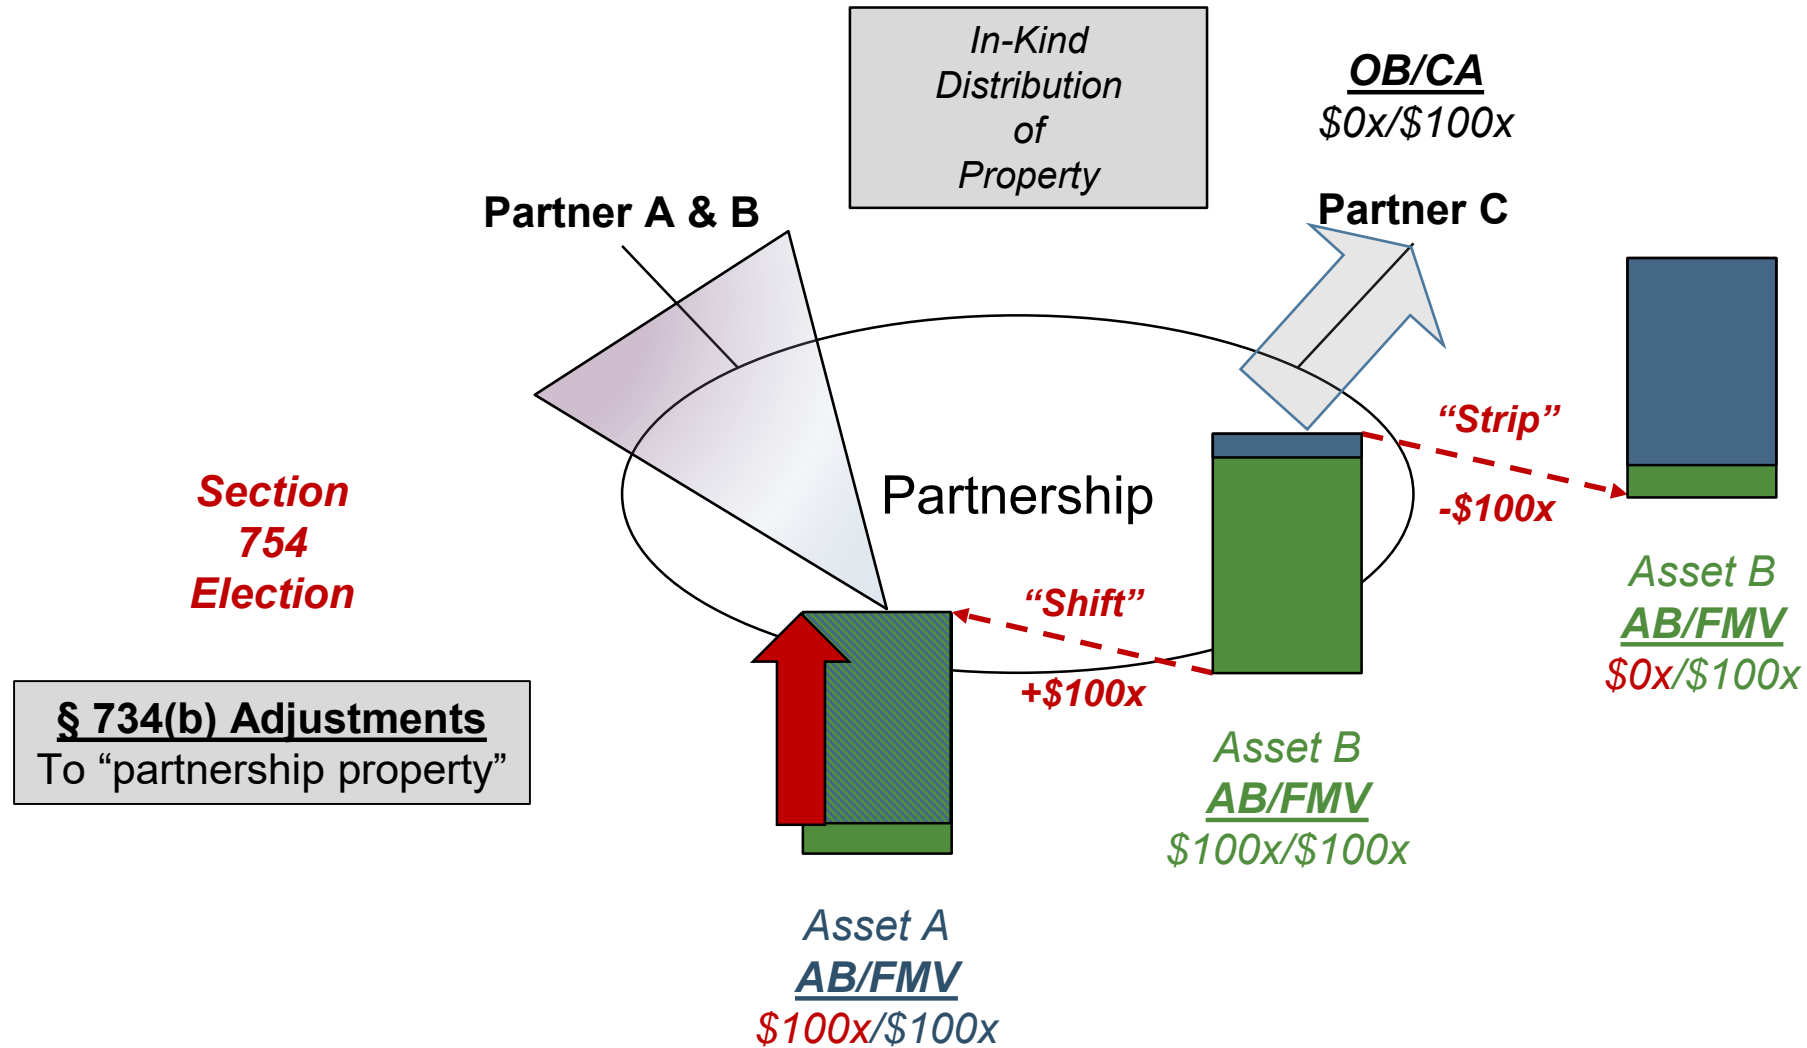 In-Kind
Distribution
of
Property
OB/CA
$0x/$100x
Partner A & B
Partner C
“Strip”
-$100x
Section
754
Election
Partnership
“Shift”
+$100x
§ 734(b) Adjustments
To “partnership property”
Asset B
AB/FMV
$0x/$100x
Asset B
AB/FMV
$100x/$100x
Asset A
AB/FMV
$100x/$100x